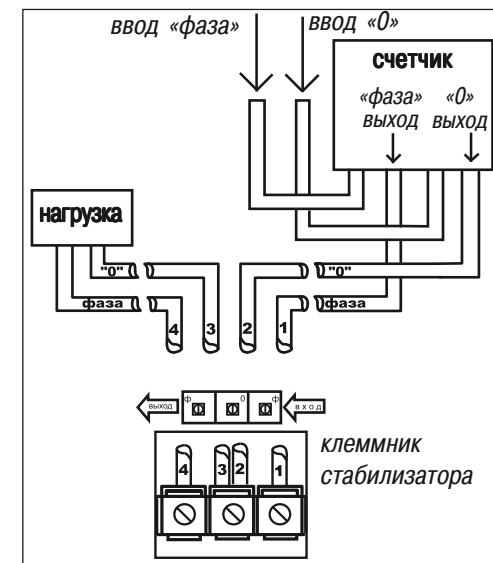 ввод «фаза»
ввод «0»
счетчик
«фаза» «0»
выход выход
нагрузка
"0" "0"
фаза фаза
4 3 2 1
выход ф 0 ф вход
4 3 2 1
клеммник
стабилизатора